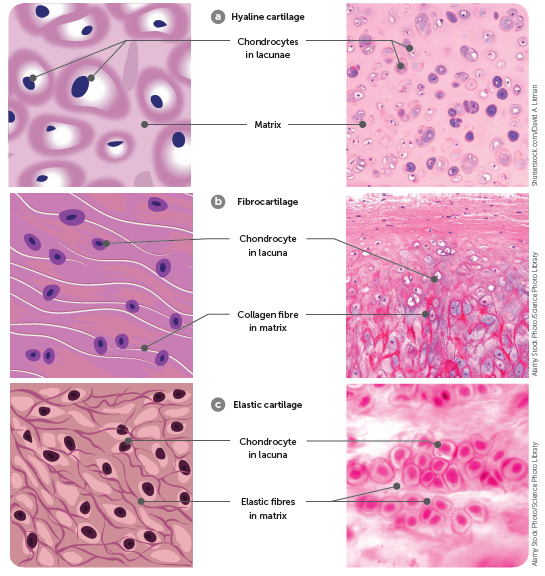 a Hyaline cartilage
Chondrocytes
in lacunae
Matrix
Shutterstock.com/David A. Litman
b Fibrocartilage
Chondrocyte
in lacuna
Collagen fibre
in matrix
Alamy Stock Photo/Science Photo Library
c Elastic cartilage
Chondrocyte
in lacuna
Elastic fibres
in matrix
Alamy Stock Photo/Science Photo Library